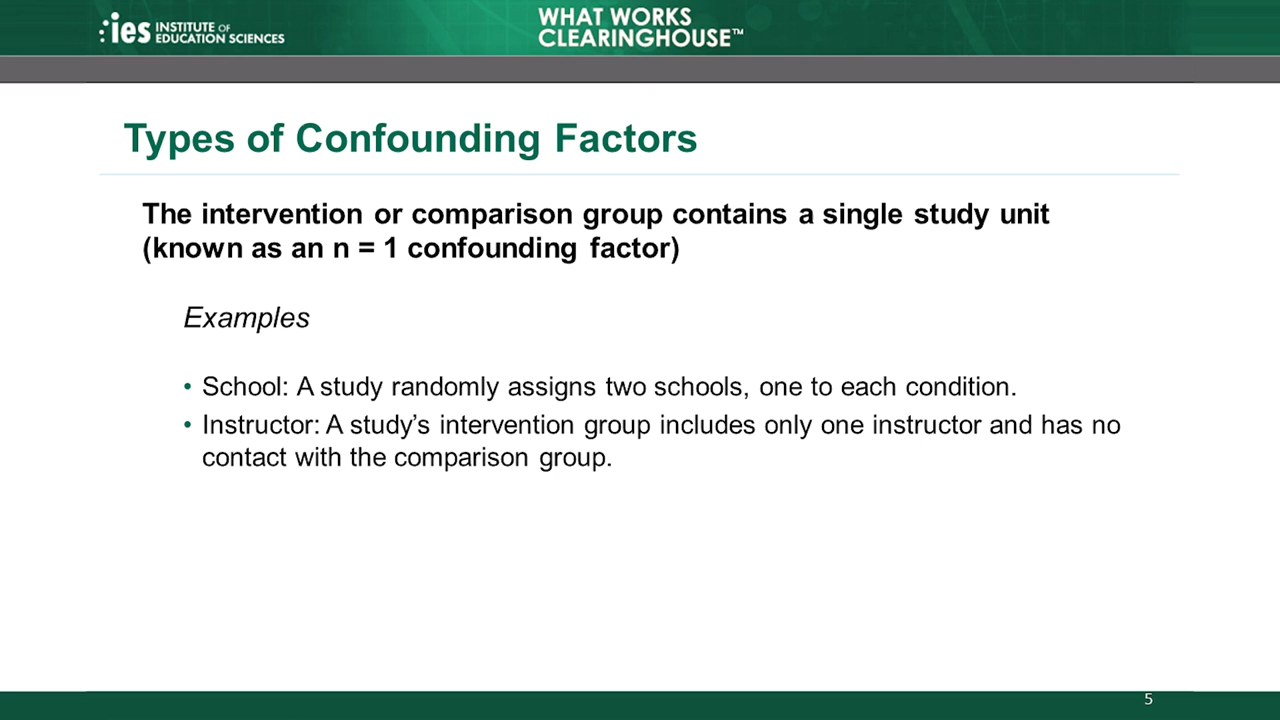 ies INSTITUTE OF
EDUCATION SCIENCES
WHAT WORKS
CLEARINGHOUSE™
Types of Confounding Factors
The intervention or comparison group contains a single study unit
(known as an n = 1 confounding factor)
Examples
• School: A study randomly assigns two schools, one to each condition.
• Instructor: A study’s intervention group includes only one instructor and has no
contact with the comparison group.
5